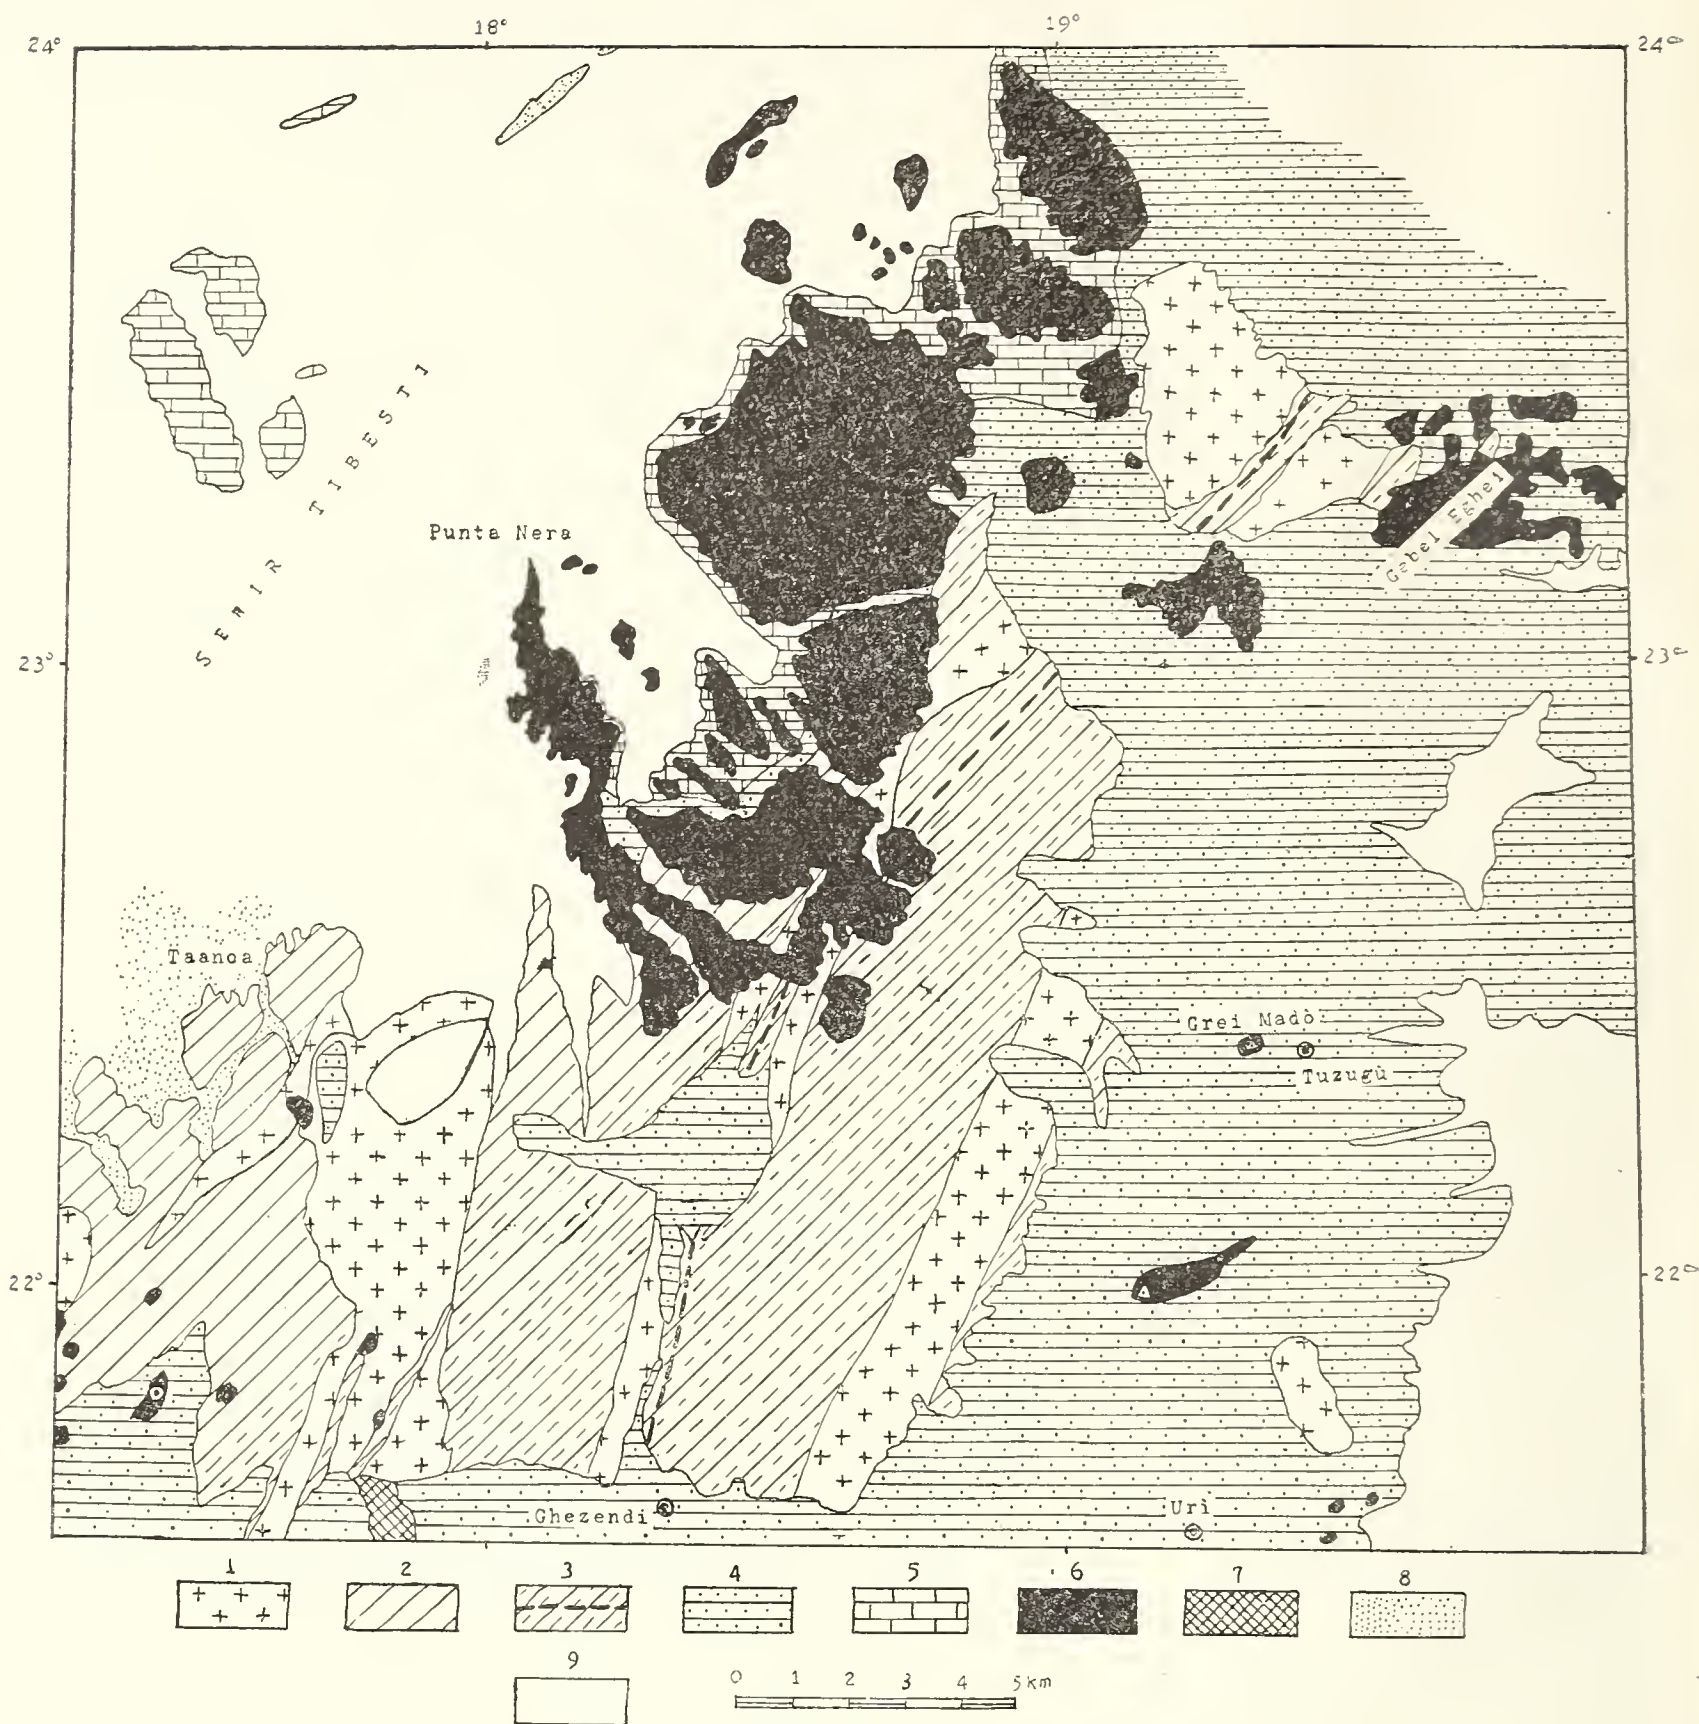 18° 19°
24° 24°
SERIR TIBESTI
Punta Nera
Gebel Eghei
23° 23°
Taanoa
Grei Madò
Tuzugù
22° 22°
Ghezendi
Uri
1 2 3 4 5 6 7 8
9
0 1 2 3 4 5 km